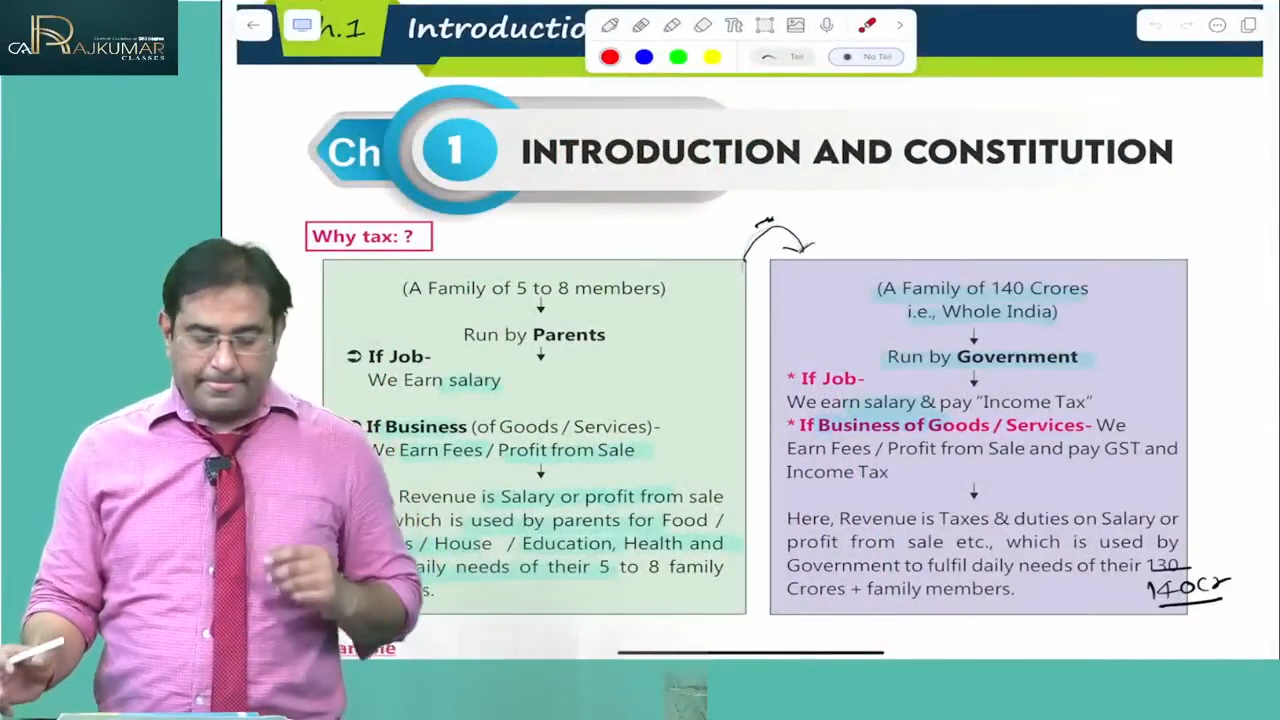 CA RAJKUMAR
CLASSES
h.1 Introductio
Tt
Tail
No Tail
Ch 1 INTRODUCTION AND CONSTITUTION
Why tax: ?
(A Family of 5 to 8 members)
Run by Parents
➲ If Job-
We Earn salary
If Business (of Goods / Services)-
We Earn Fees / Profit from Sale
Revenue is Salary or profit from sale
which is used by parents for Food /
s / House / Education, Health and
aily needs of their 5 to 8 family
s.
(A Family of 140 Crores
i.e., Whole India)
Run by Government
* If Job-
We earn salary & pay "Income Tax"
* If Business of Goods / Services- We
Earn Fees / Profit from Sale and pay GST and
Income Tax
Here, Revenue is Taxes & duties on Salary or
profit from sale etc., which is used by
Government to fulfil daily needs of their 130
Crores + family members.
140cr